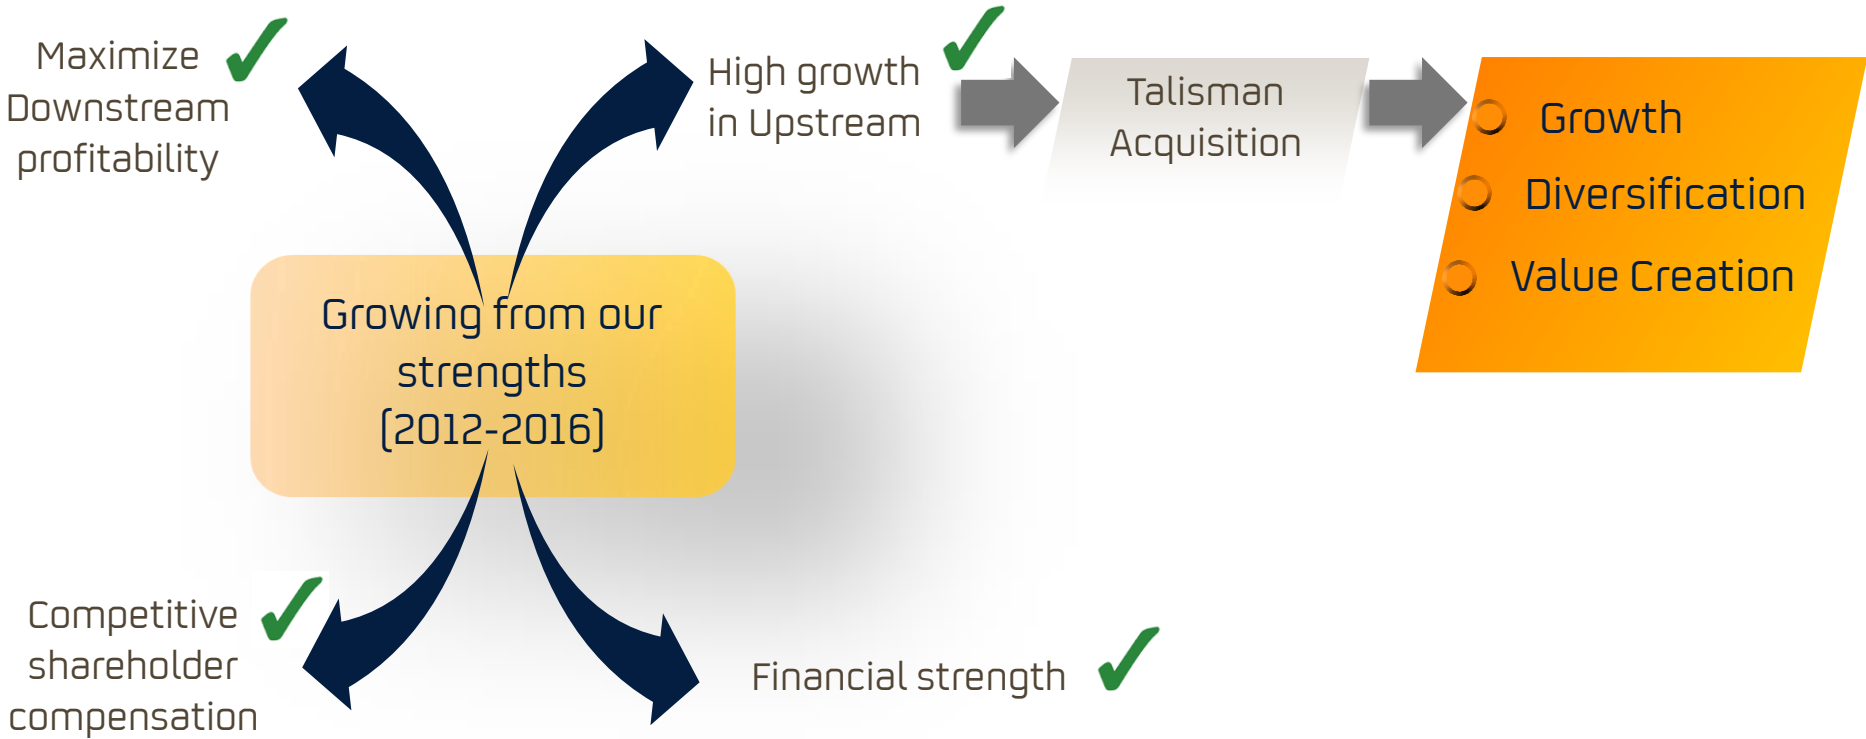 Maximize
Downstream
profitability
High growth
in Upstream
Talisman
Acquisition
Growth
Diversification
Value Creation
Growing from our
strengths
(2012-2016)
Competitive
shareholder
compensation
Financial strength